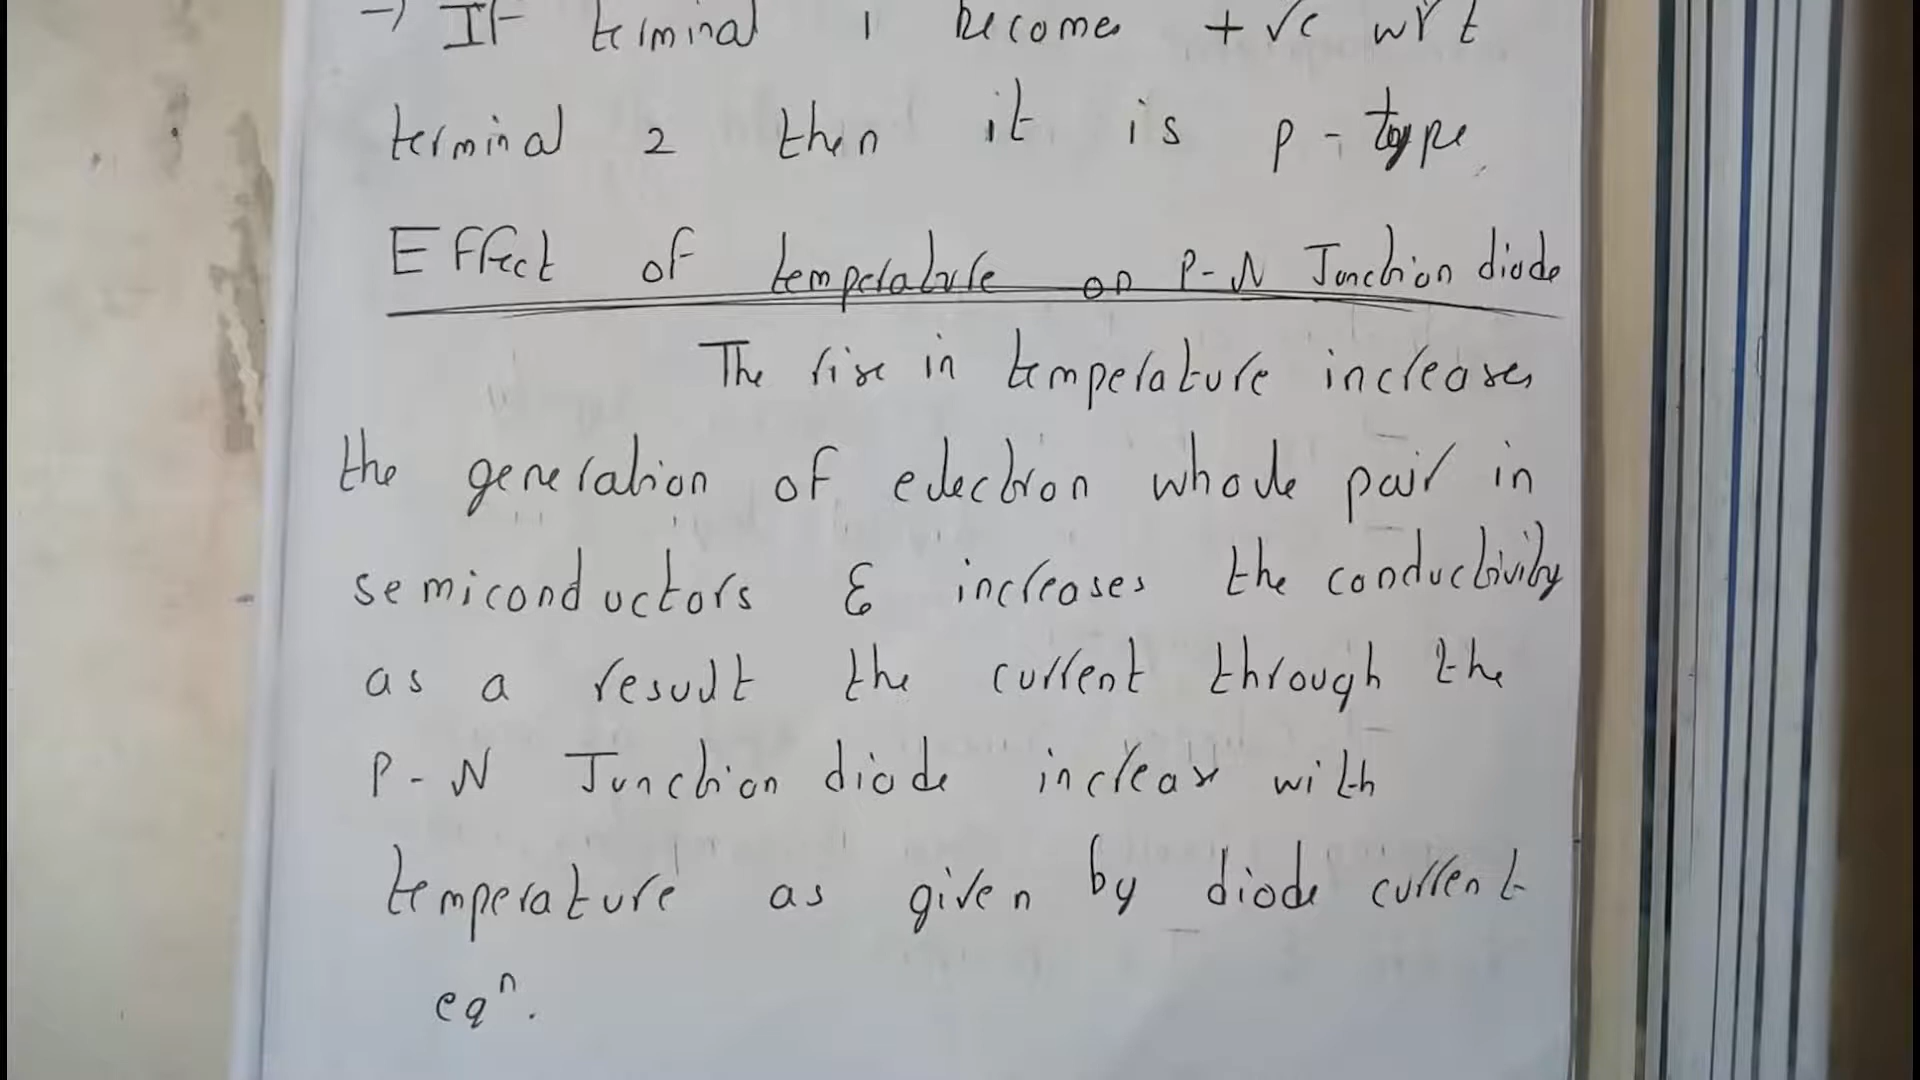 → If terminal 1 become +ve wrt
terminal 2 then it is p-type
Effect of temperature on P-N Junction diode
The rise in temperature increases
the generation of electron whole pair in
semiconductors & increases the conductivity
as a result the current through the
P-N Junction diode increase with
temperature as given by diode current
eqⁿ.